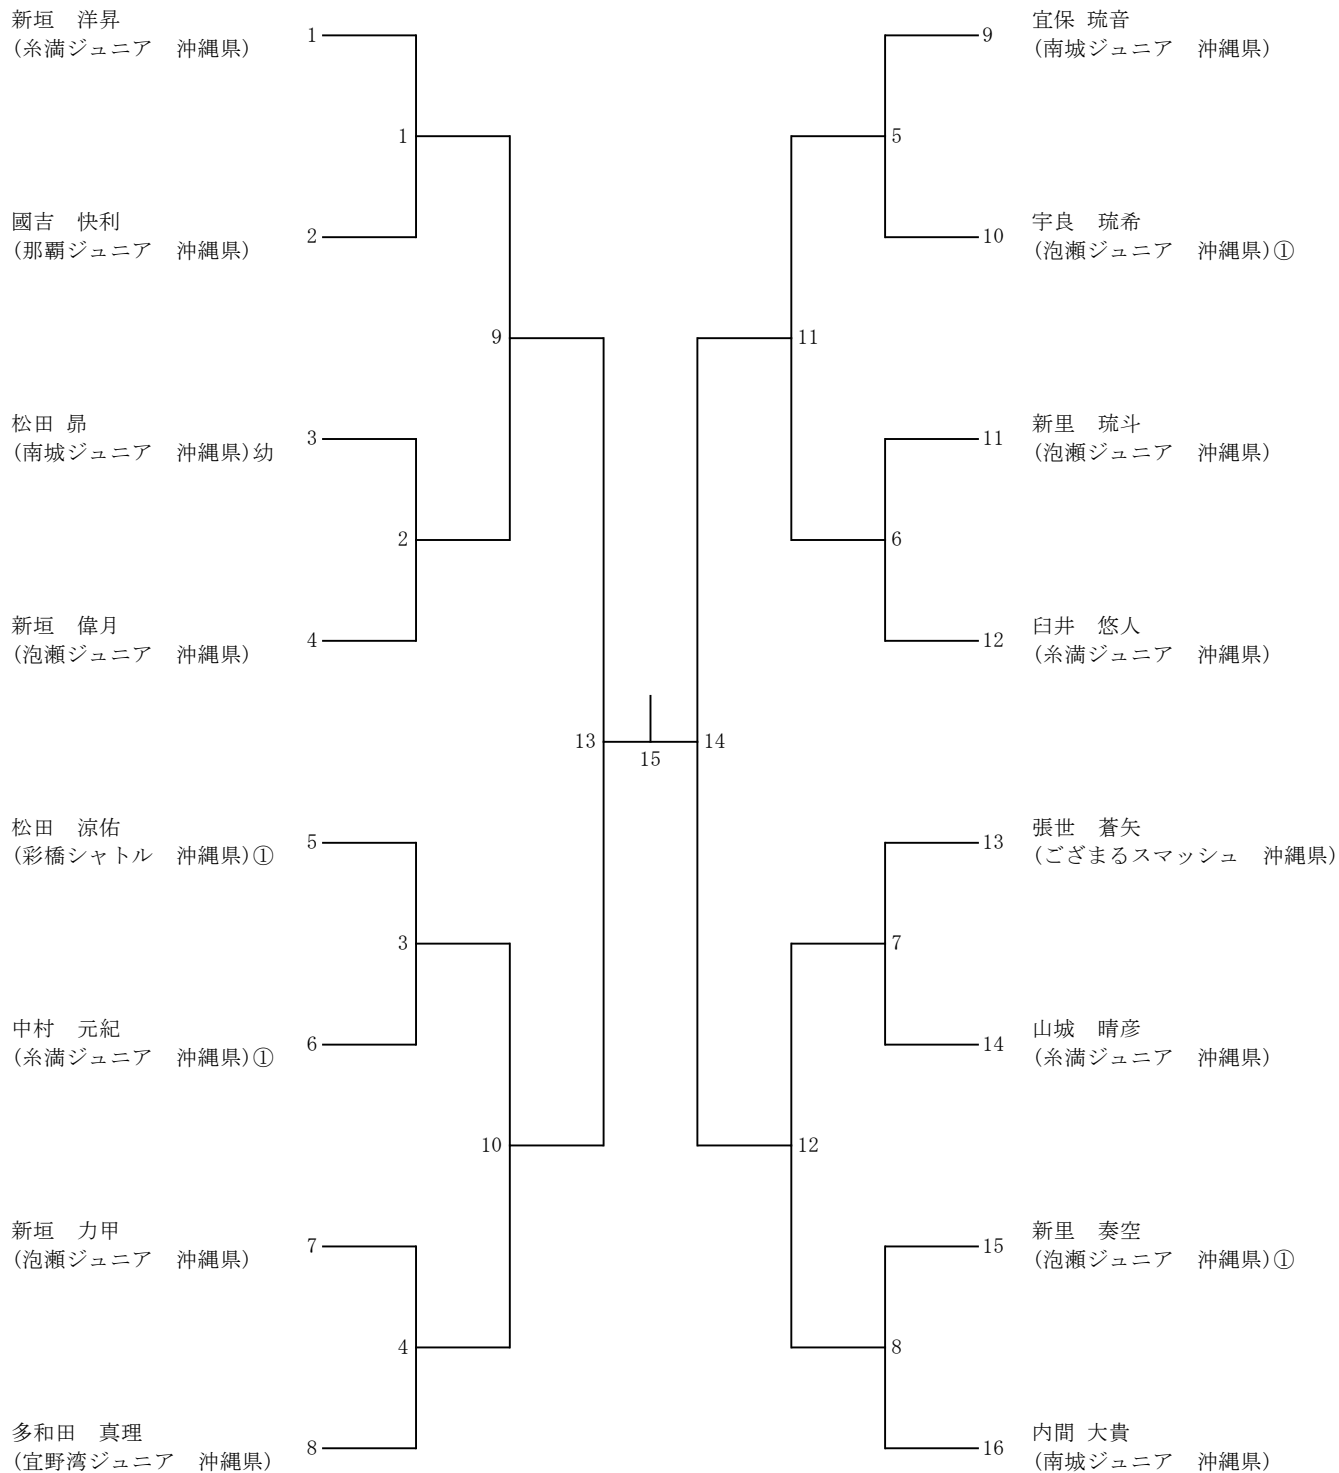 新垣　洋昇
(糸満ジュニア　沖縄県)
1
1
國吉　快利
(那覇ジュニア　沖縄県)
2
9
松田 昴
(南城ジュニア　沖縄県)幼
3
2
新垣　偉月
(泡瀬ジュニア　沖縄県)
4
13
松田　涼佑
(彩橋シャトル　沖縄県)①
5
3
中村　元紀
(糸満ジュニア　沖縄県)①
6
10
新垣　力甲
(泡瀬ジュニア　沖縄県)
7
4
多和田　真理
(宜野湾ジュニア　沖縄県)
8
15
9
宜保 琉音
(南城ジュニア　沖縄県)
5
10
宇良　琉希
(泡瀬ジュニア　沖縄県)①
11
11
新里　琉斗
(泡瀬ジュニア　沖縄県)
6
12
臼井　悠人
(糸満ジュニア　沖縄県)
14
13
張世　蒼矢
(ござまるスマッシュ　沖縄県)
7
14
山城　晴彦
(糸満ジュニア　沖縄県)
12
15
新里　奏空
(泡瀬ジュニア　沖縄県)①
8
16
内間 大貴
(南城ジュニア　沖縄県)